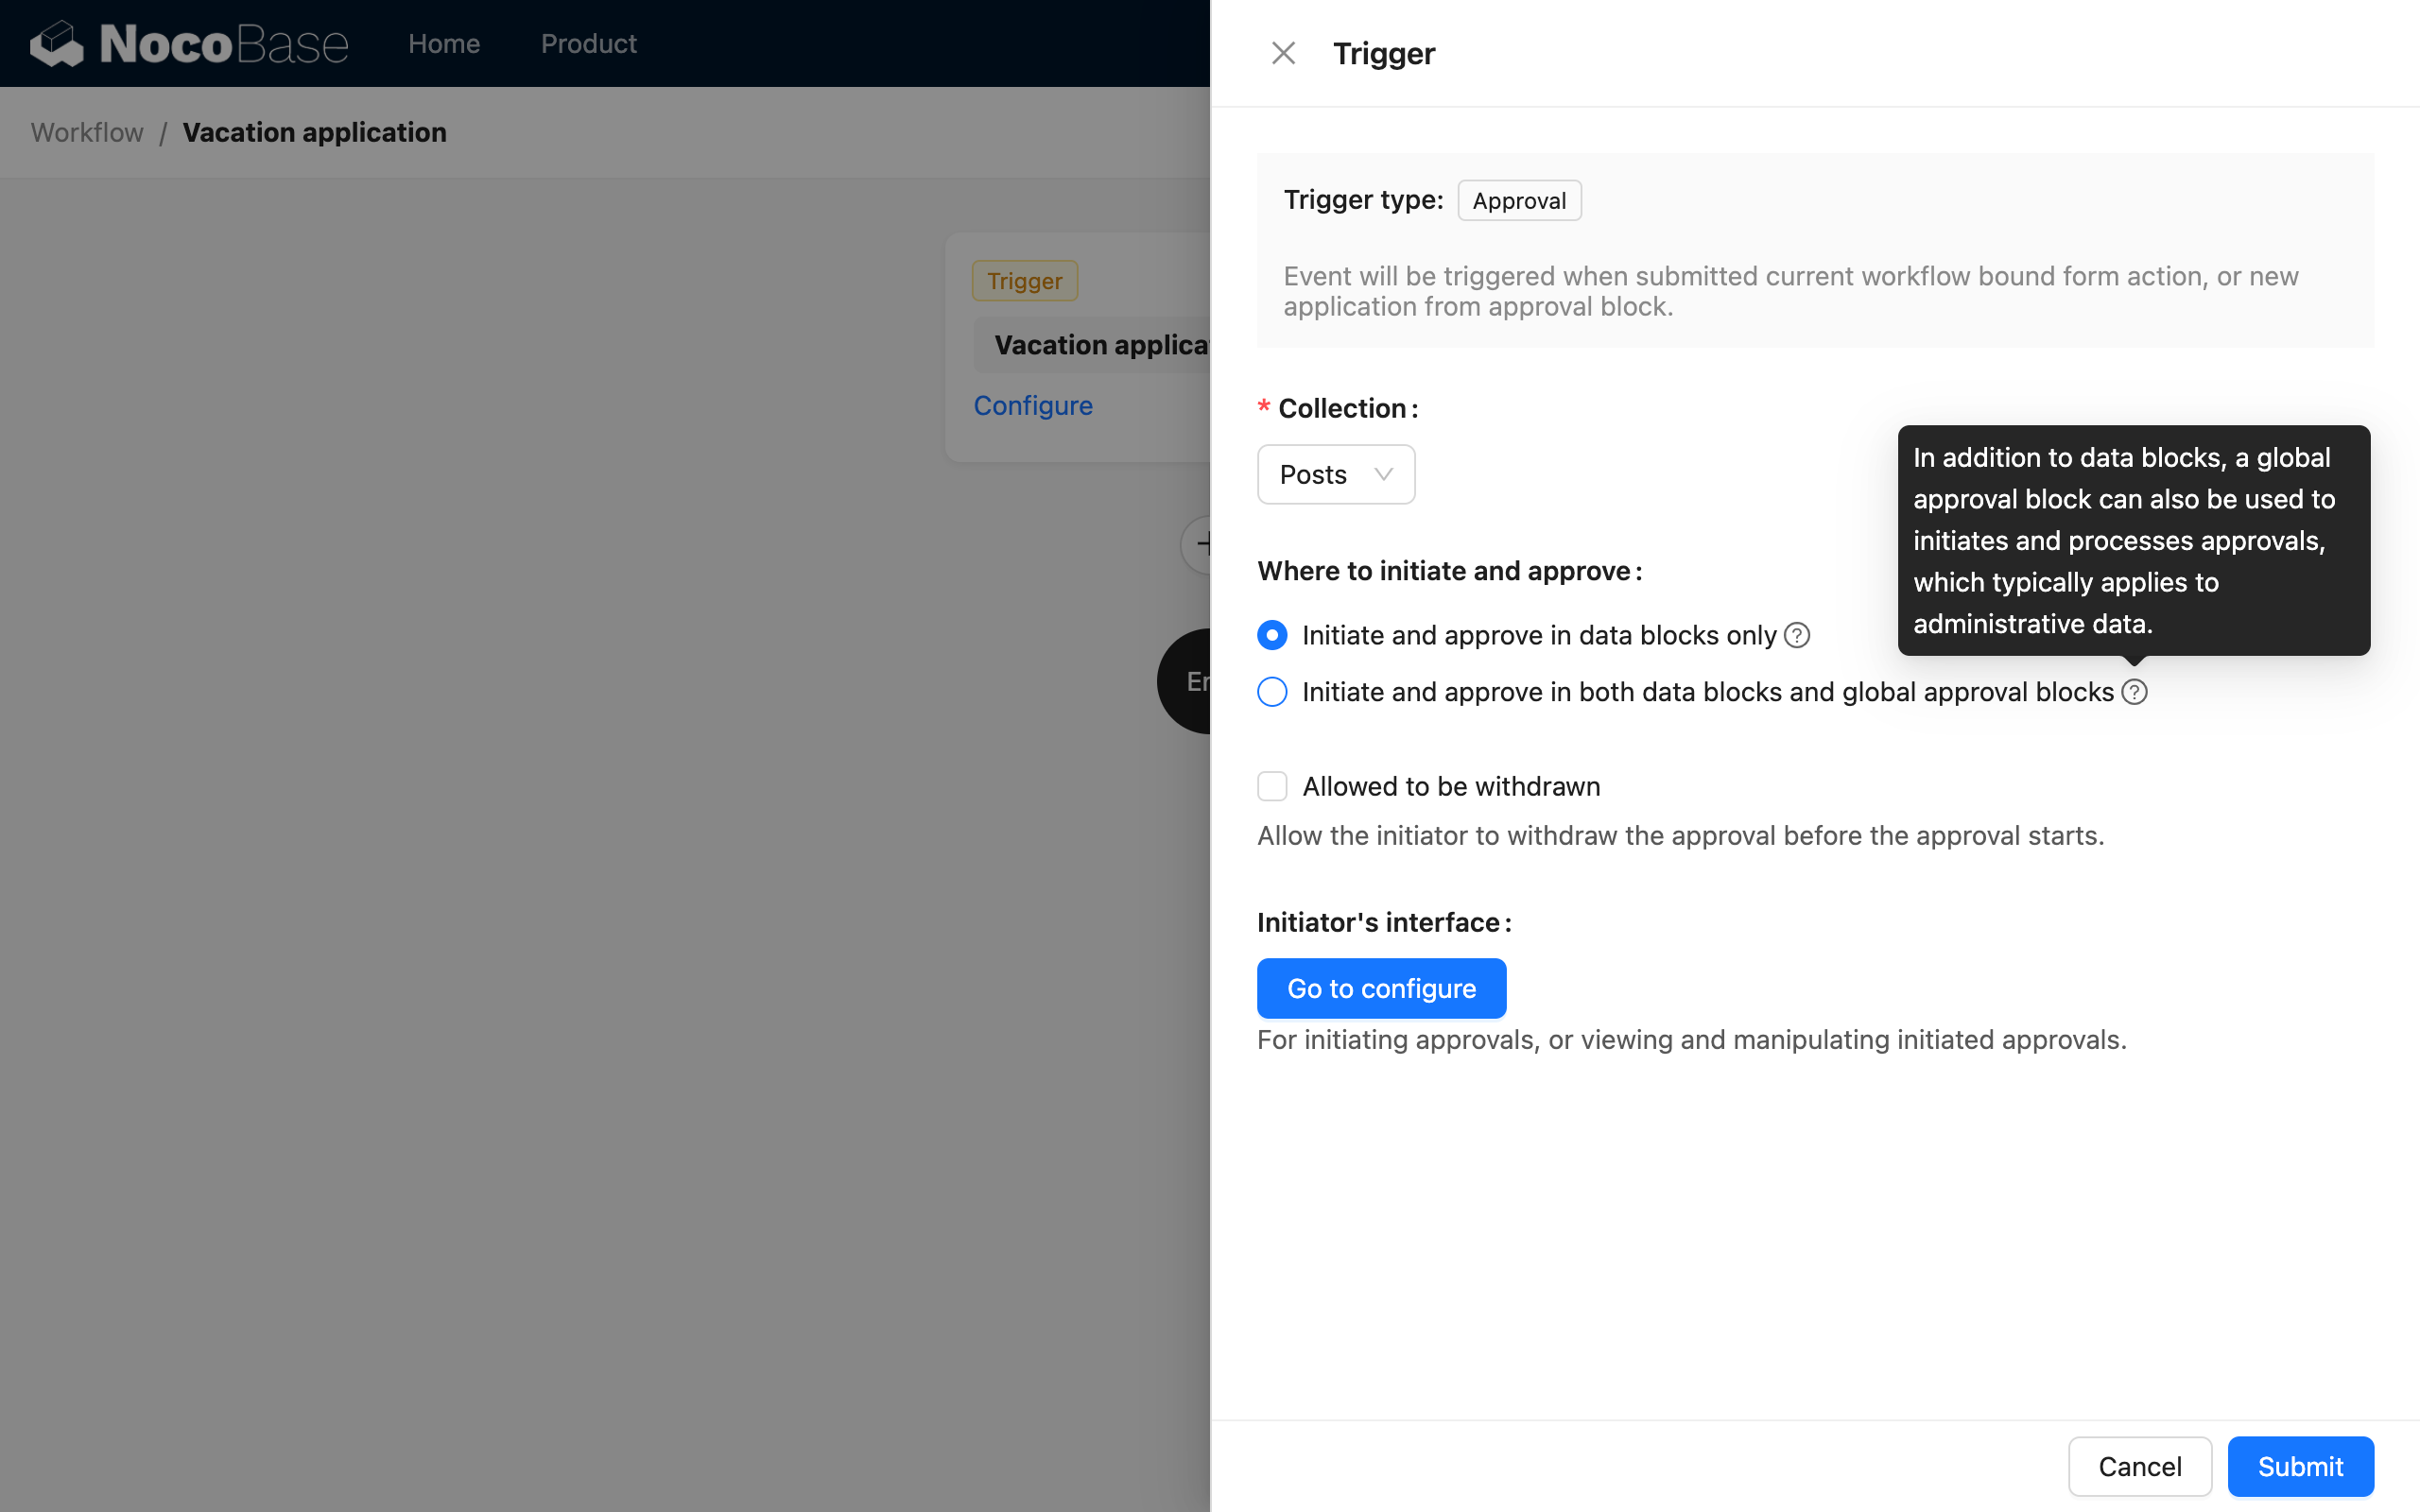 NocoBase Home Product
Workflow / Vacation application
Trigger
Vacation applica
Configure
Er
Trigger
Trigger type: Approval
Event will be triggered when submitted current workflow bound form action, or new
application from approval block.
* Collection:
Posts
In addition to data blocks, a global
approval block can also be used to
initiates and processes approvals,
which typically applies to
administrative data.
Where to initiate and approve:
Initiate and approve in data blocks only
Initiate and approve in both data blocks and global approval blocks
Allowed to be withdrawn
Allow the initiator to withdraw the approval before the approval starts.
Initiator's interface:
Go to configure
For initiating approvals, or viewing and manipulating initiated approvals.
Cancel Submit